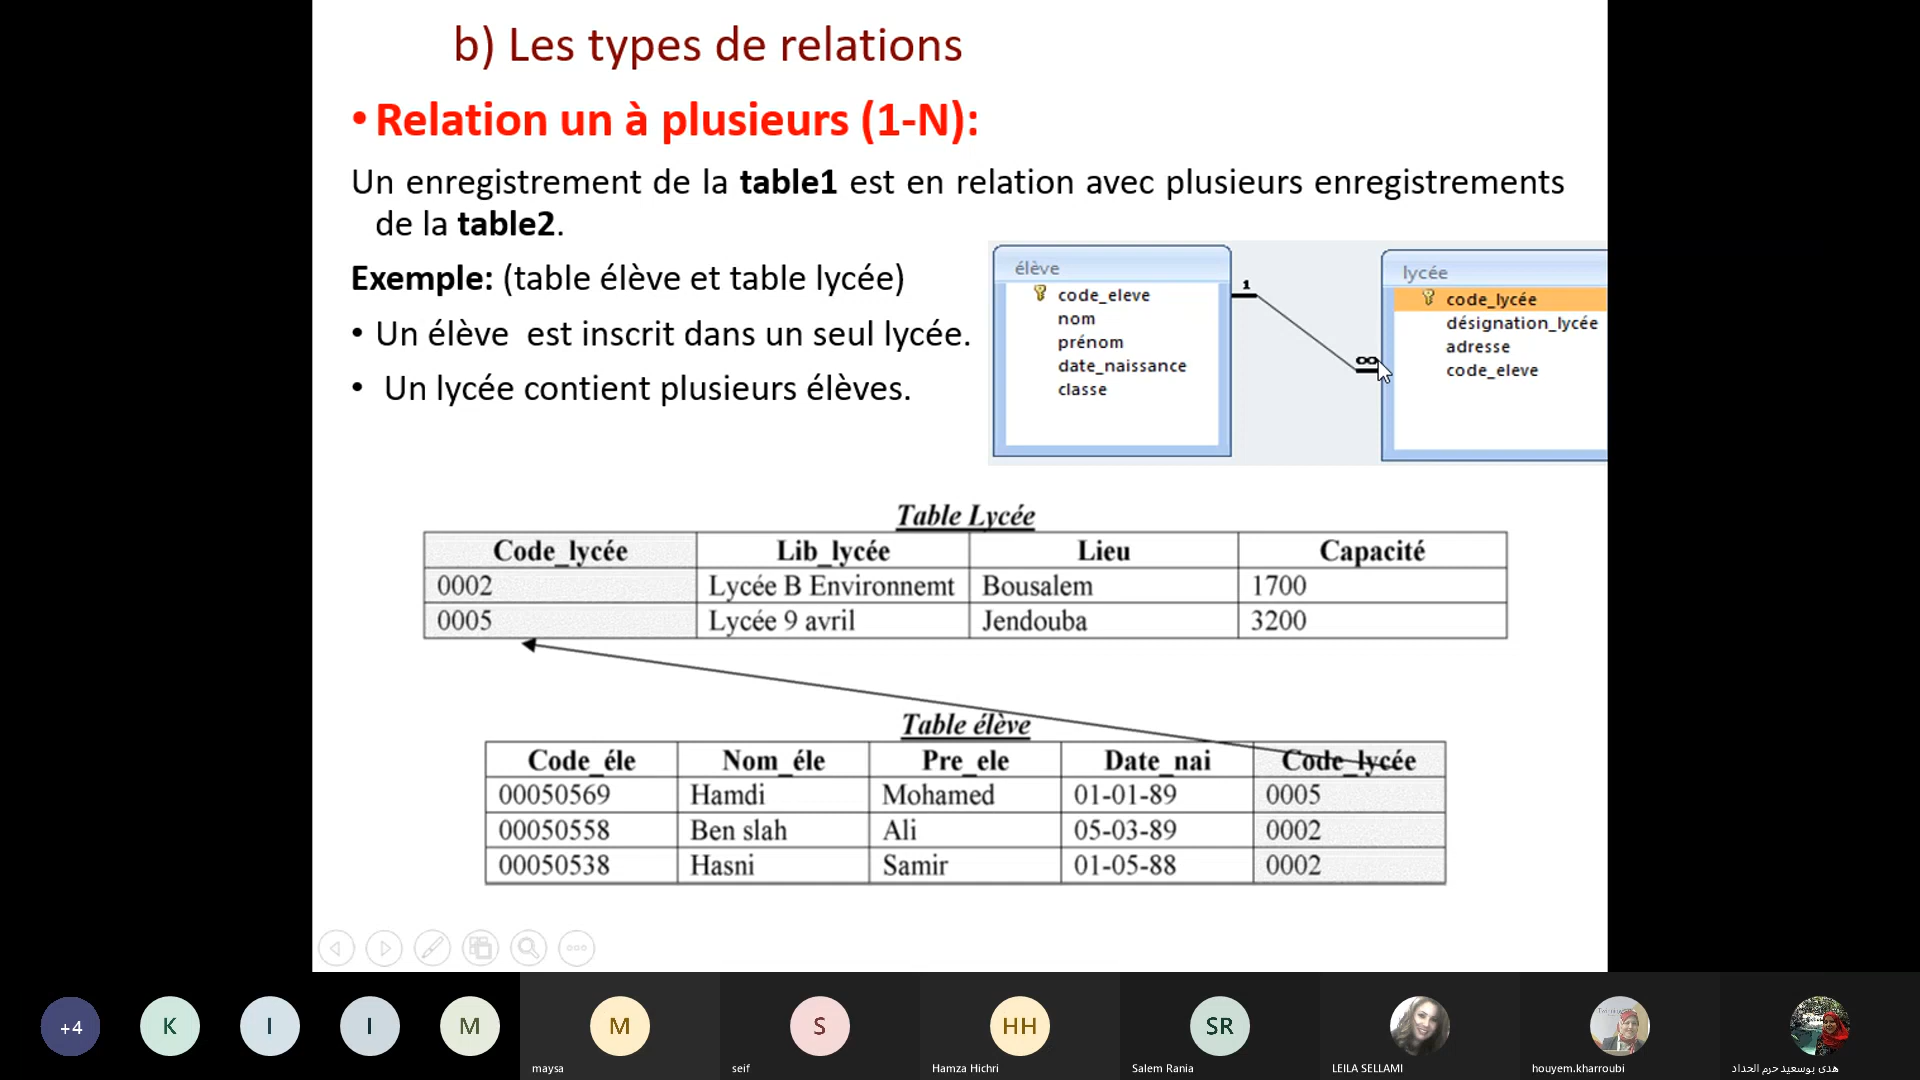 b) Les types de relations
• Relation un à plusieurs (1-N):
Un enregistrement de la table1 est en relation avec plusieurs enregistrements
de la table2.
Exemple: (table élève et table lycée)
• Un élève est inscrit dans un seul lycée.
• Un lycée contient plusieurs élèves.
élève
code_eleve
nom
prénom
date_naissance
classe
1
∞
lycée
code_lycée
désignation_lycée
adresse
code_eleve
Table Lycée
Code_lycée Lib_lycée Lieu Capacité
0002 Lycée B Environnemt Bousalem 1700
0005 Lycée 9 avril Jendouba 3200
Table élève
Code_éle Nom_éle Pre_ele Date_nai Code_lycée
00050569 Hamdi Mohamed 01-01-89 0005
00050558 Ben slah Ali 05-03-89 0002
00050538 Hasni Samir 01-05-88 0002
+4 K I I M M S HH SR
maysa seif Hamza Hichri Salem Rania LEILA SELLAMI houyem.kharroubi هدى بوسعيد حرم الحداد